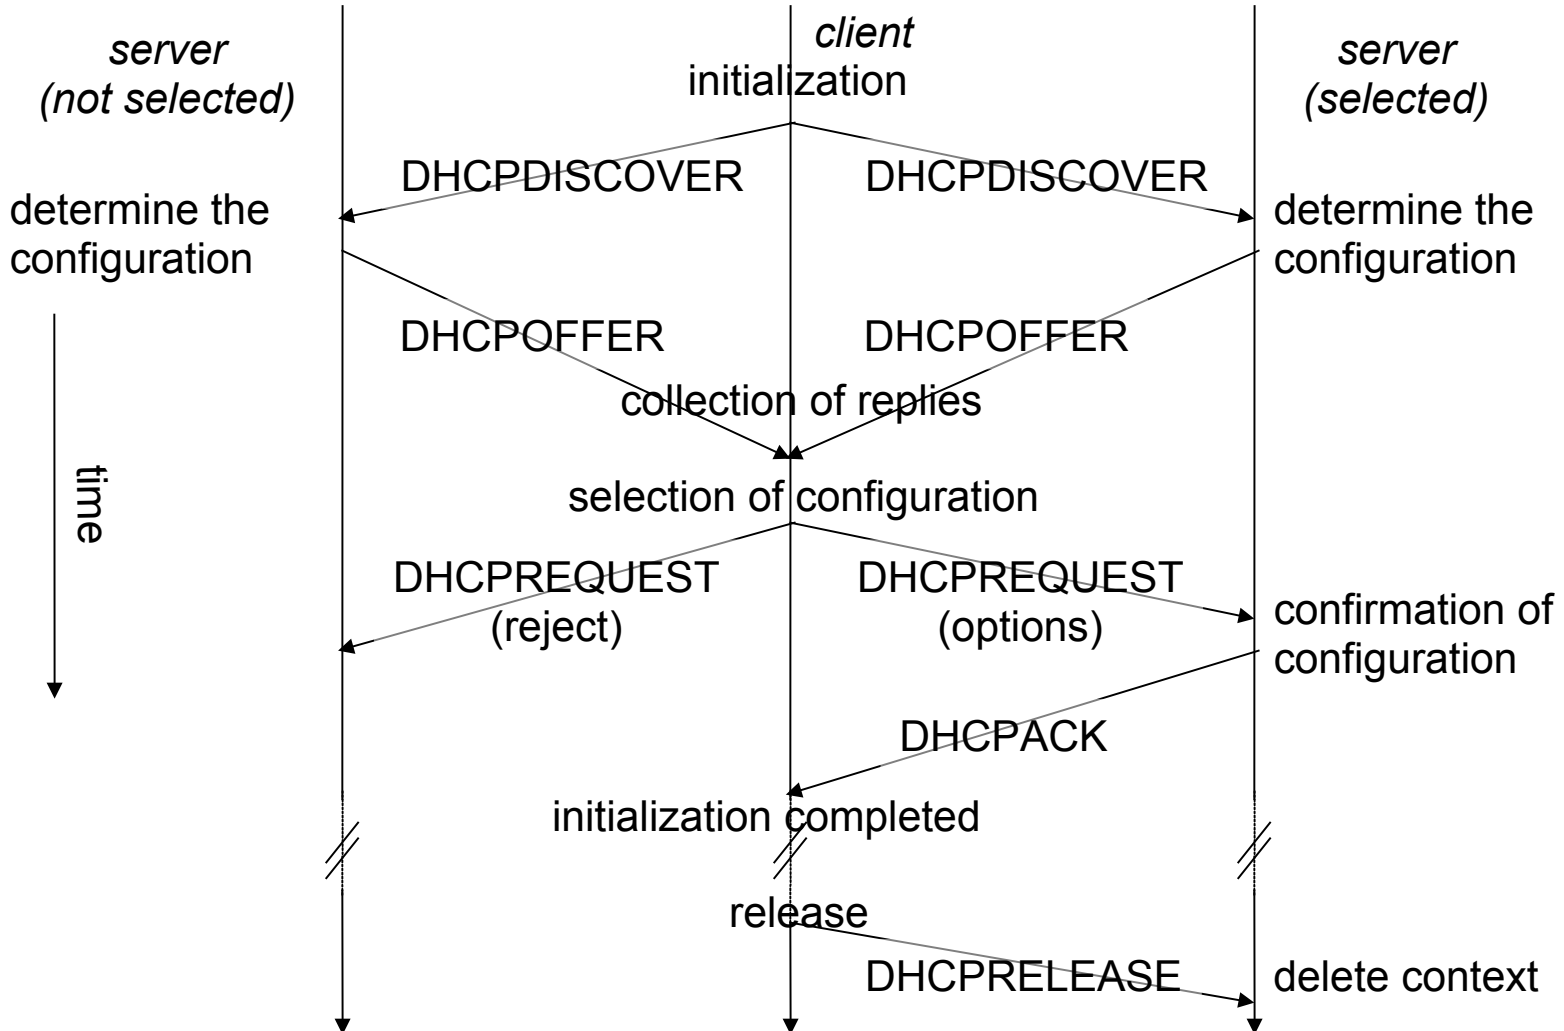 server
(not selected)
client
initialization
server
(selected)
DHCPDISCOVER
DHCPDISCOVER
determine the
configuration
determine the
configuration
DHCPOFFER
DHCPOFFER
collection of replies
time
selection of configuration
DHCPREQUEST
(reject)
DHCPREQUEST
(options)
confirmation of
configuration
DHCPACK
initialization completed
release
DHCPRELEASE
delete context